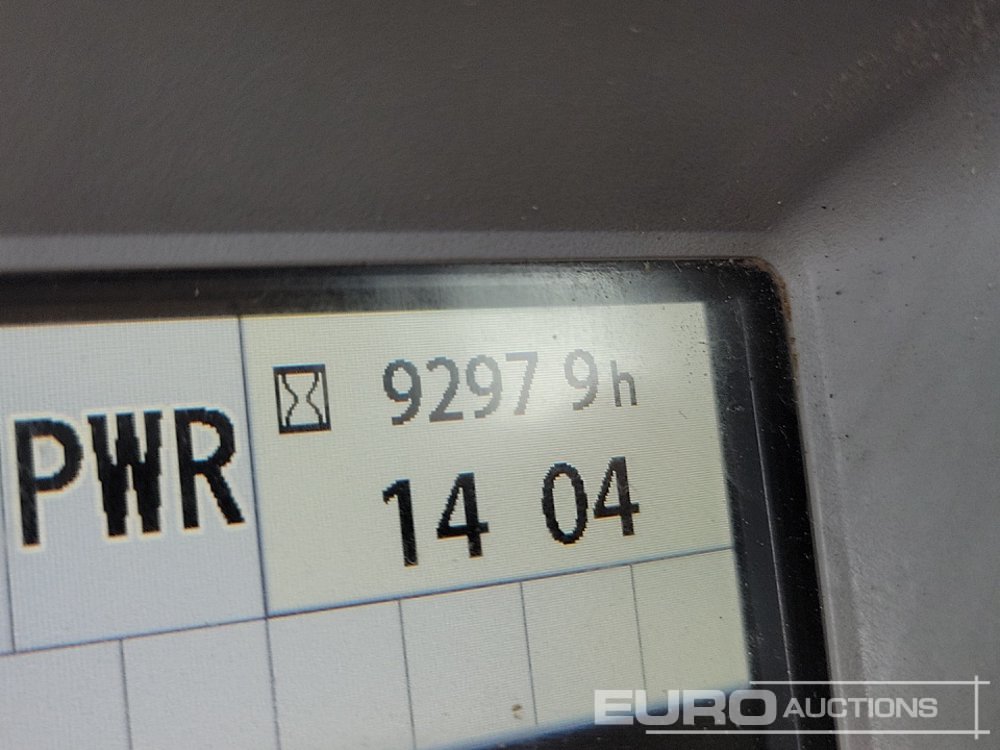 PWR
9297 9h
14 04
EURO AUCTIONS